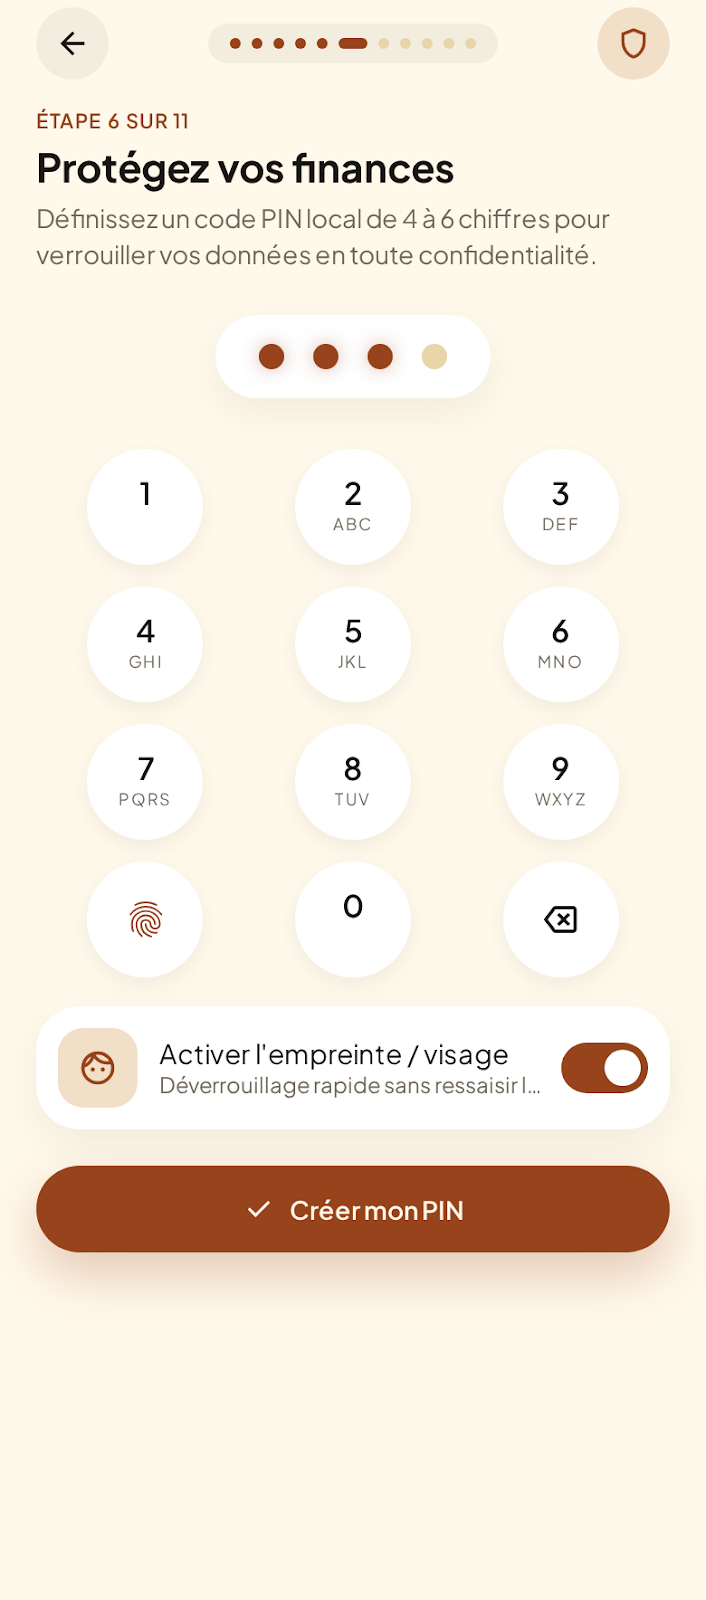 ÉTAPE 6 SUR 11
Protégez vos finances
Définissez un code PIN local de 4 à 6 chiffres pour
verrouiller vos données en toute confidentialité.
1 2 3
ABC DEF
4 5 6
GHI JKL MNO
7 8 9
PQRS TUV WXYZ
0
Activer l'empreinte / visage
Déverrouillage rapide sans ressaisir l...
Créer mon PIN